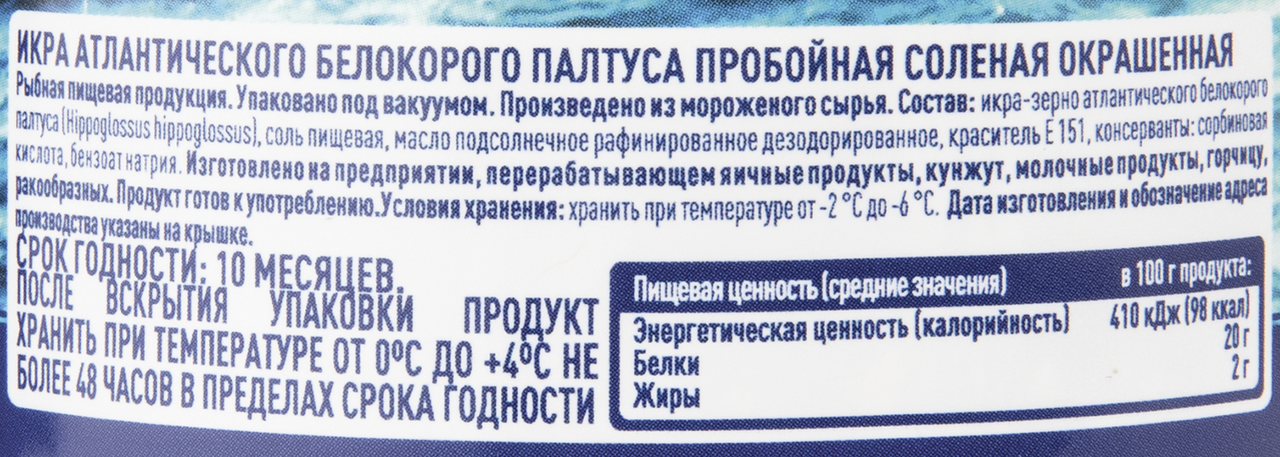 ИКРА АТЛАНТИЧЕСКОГО БЕЛОКОРОГО ПАЛТУСА ПРОБОЙНАЯ СОЛЕНАЯ ОКРАШЕННАЯ
Рыбная пищевая продукция. Упаковано под вакуумом. Произведено из мороженого сырья. Состав: икра-зерно атлантического белокорого
палтуса (Hippoglossus hippoglossus), соль пищевая, масло подсолнечное рафинированное дезодорированное, краситель Е 151, консерванты: сорбиновая
кислота, бензоат натрия. Изготовлено на предприятии, перерабатывающем яичные продукты, кунжут, молочные продукты, горчицу,
ракообразных. Продукт готов к употреблению. Условия хранения: хранить при температуре от -2 °С до -6 °С. Дата изготовления и обозначение адреса
производства указаны на крышке.
СРОК ГОДНОСТИ: 10 МЕСЯЦЕВ.
ПОСЛЕ ВСКРЫТИЯ УПАКОВКИ ПРОДУКТ
ХРАНИТЬ ПРИ ТЕМПЕРАТУРЕ ОТ 0°С ДО +4°С НЕ
БОЛЕЕ 48 ЧАСОВ В ПРЕДЕЛАХ СРОКА ГОДНОСТИ
Пищевая ценность (средние значения) в 100 г продукта:
Энергетическая ценность (калорийность) 410 кДж (98 ккал)
Белки 20 г
Жиры 2 г